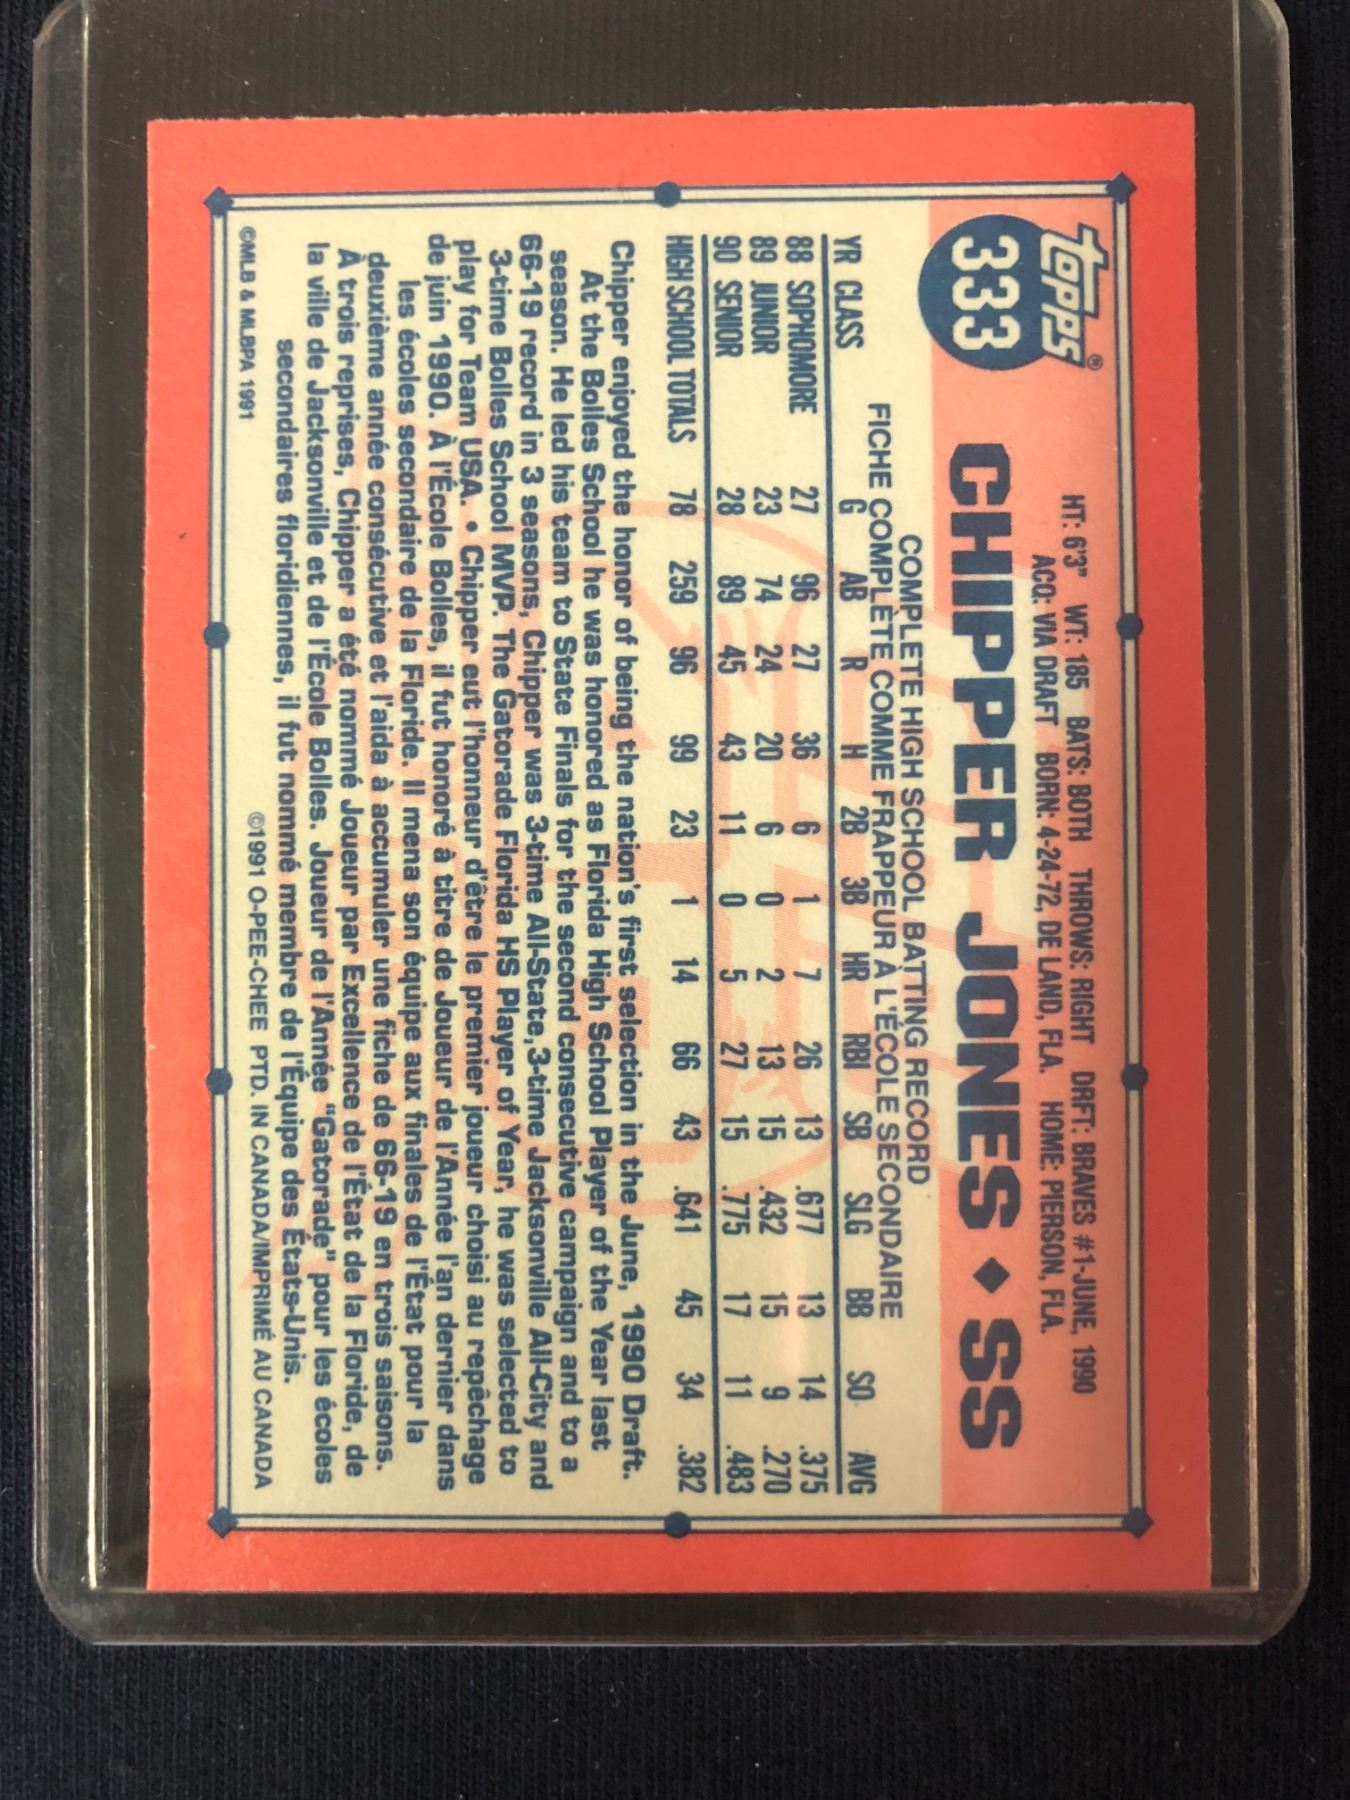 topps®
333
HT: 6'3" WT: 185 BATS: BOTH THROWS: RIGHT DRFT: BRAVES #1-JUNE, 1990
ACQ: VIA DRAFT BORN: 4-24-72, DE LAND, FLA. HOME: PIERSON, FLA.
CHIPPER JONES ♦ SS
COMPLETE HIGH SCHOOL BATTING RECORD
FICHE COMPLÈTE COMME FRAPPEUR À L'ÉCOLE SECONDAIRE
YR CLASS G AB R H 2B 3B HR RBI SB SLG BB SO AVG
88 SOPHOMORE 27 96 27 36 6 1 7 26 13 .677 13 14 .375
89 JUNIOR 23 74 24 20 6 0 2 13 15 .432 15 9 .270
90 SENIOR 28 89 45 43 11 0 5 27 15 .775 17 11 .483
HIGH SCHOOL TOTALS 78 259 96 99 23 1 14 66 43 .641 45 34 .382
Chipper enjoyed the honor of being the nation's first selection in the June, 1990 Draft.
At the Bolles School he was honored as Florida High School Player of the Year last
season. He led his team to State Finals for the second consecutive campaign and to a
66-19 record in 3 seasons, Chipper was 3-time All-State, 3-time Jacksonville All-City and
3-time Bolles School MVP. The Gatorade Florida HS Player of Year, he was selected to
play for Team USA. • Chipper eut l'honneur d'être le premier joueur choisi au repêchage
de juin 1990. À l'École Bolles, il fut honoré à titre de Joueur de l'Année l'an dernier dans
les écoles secondaire de la Floride. Il mena son équipe aux finales de l'État pour la
deuxième année consécutive et l'aida à accumuler une fiche de 66-19 en trois saisons.
À trois reprises, Chipper a été nommé Joueur par Excellence de l'État de la Floride, de
la ville de Jacksonville et de l'École Bolles. Joueur de l'Année "Gatorade" pour les écoles
secondaires floridiennes, il fut nommé membre de l'Équipe des États-Unis.
©MLB & MLBPA 1991 ©1991 O-PEE-CHEE PTD. IN CANADA/IMPRIMÉ AU CANADA